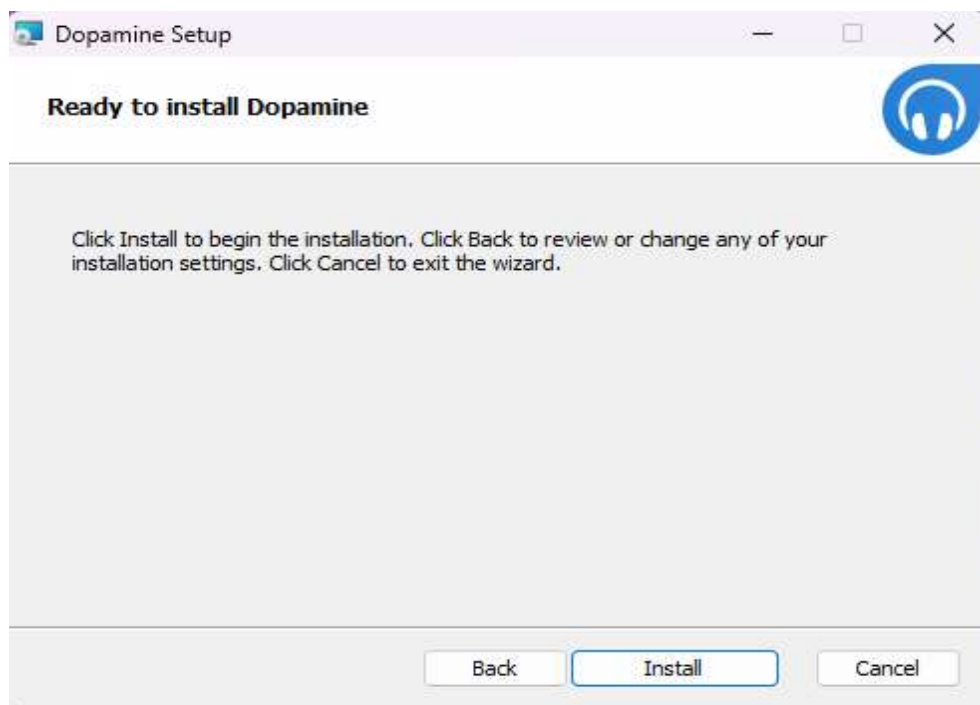 Dopamine Setup
Ready to install Dopamine
Click Install to begin the installation. Click Back to review or change any of your
installation settings. Click Cancel to exit the wizard.
Back
Install
Cancel